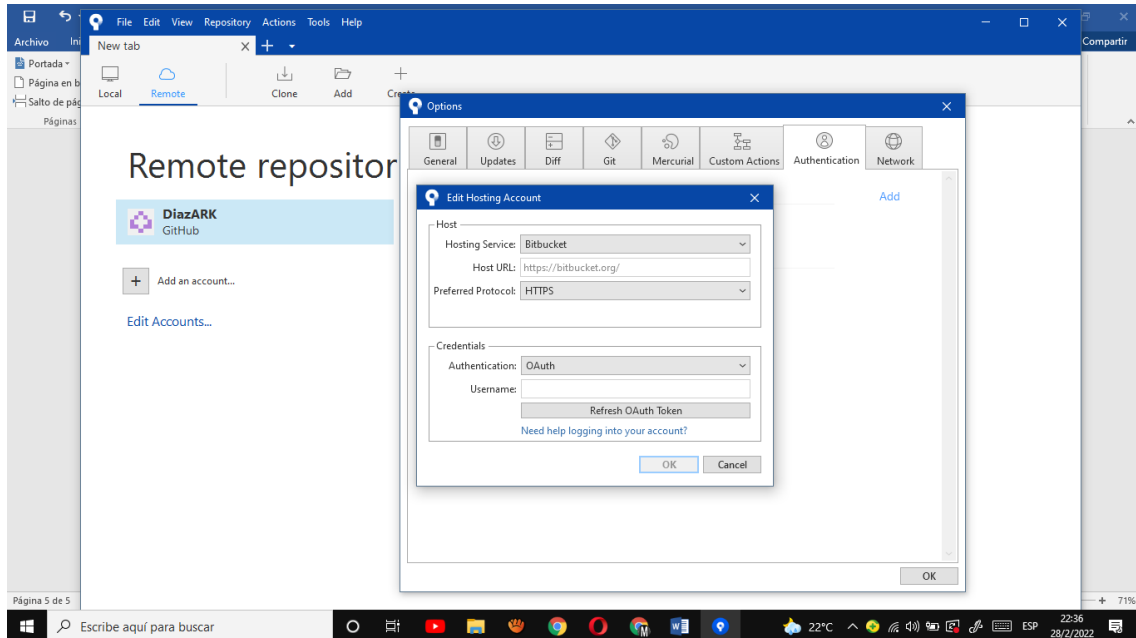 File Edit View Repository Actions Tools Help
Archivo Ini
New tab
Compartir
Portada
Página en b
Salto de pág
Páginas
Local Remote Clone Add Create
Options
General Updates Diff Git Mercurial Custom Actions Authentication Network
Add
Remote repositor
DiazARK
GitHub
Add an account...
Edit Accounts...
Edit Hosting Account
Host
Hosting Service: Bitbucket
Host URL: https://bitbucket.org/
Preferred Protocol: HTTPS
Credentials
Authentication: OAuth
Username:
Refresh OAuth Token
Need help logging into your account?
OK Cancel
OK
Página 5 de 5
71%
Escribe aquí para buscar
22°C
ESP
22:36
28/2/2022